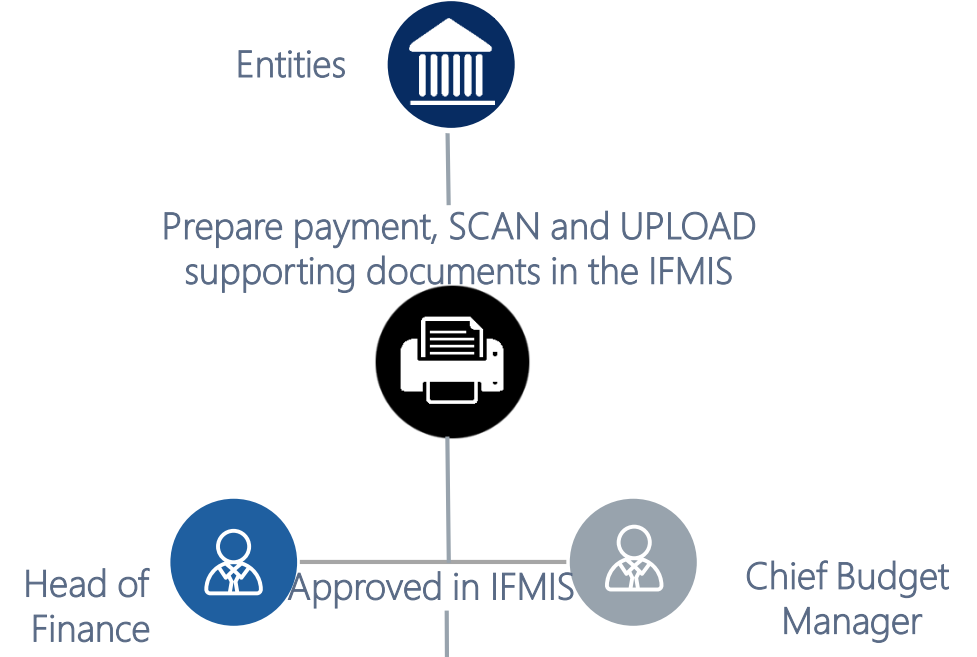 Entities
Prepare payment, SCAN and UPLOAD
supporting documents in the IFMIS
Head of
Finance
Approved in IFMIS
Chief Budget
Manager